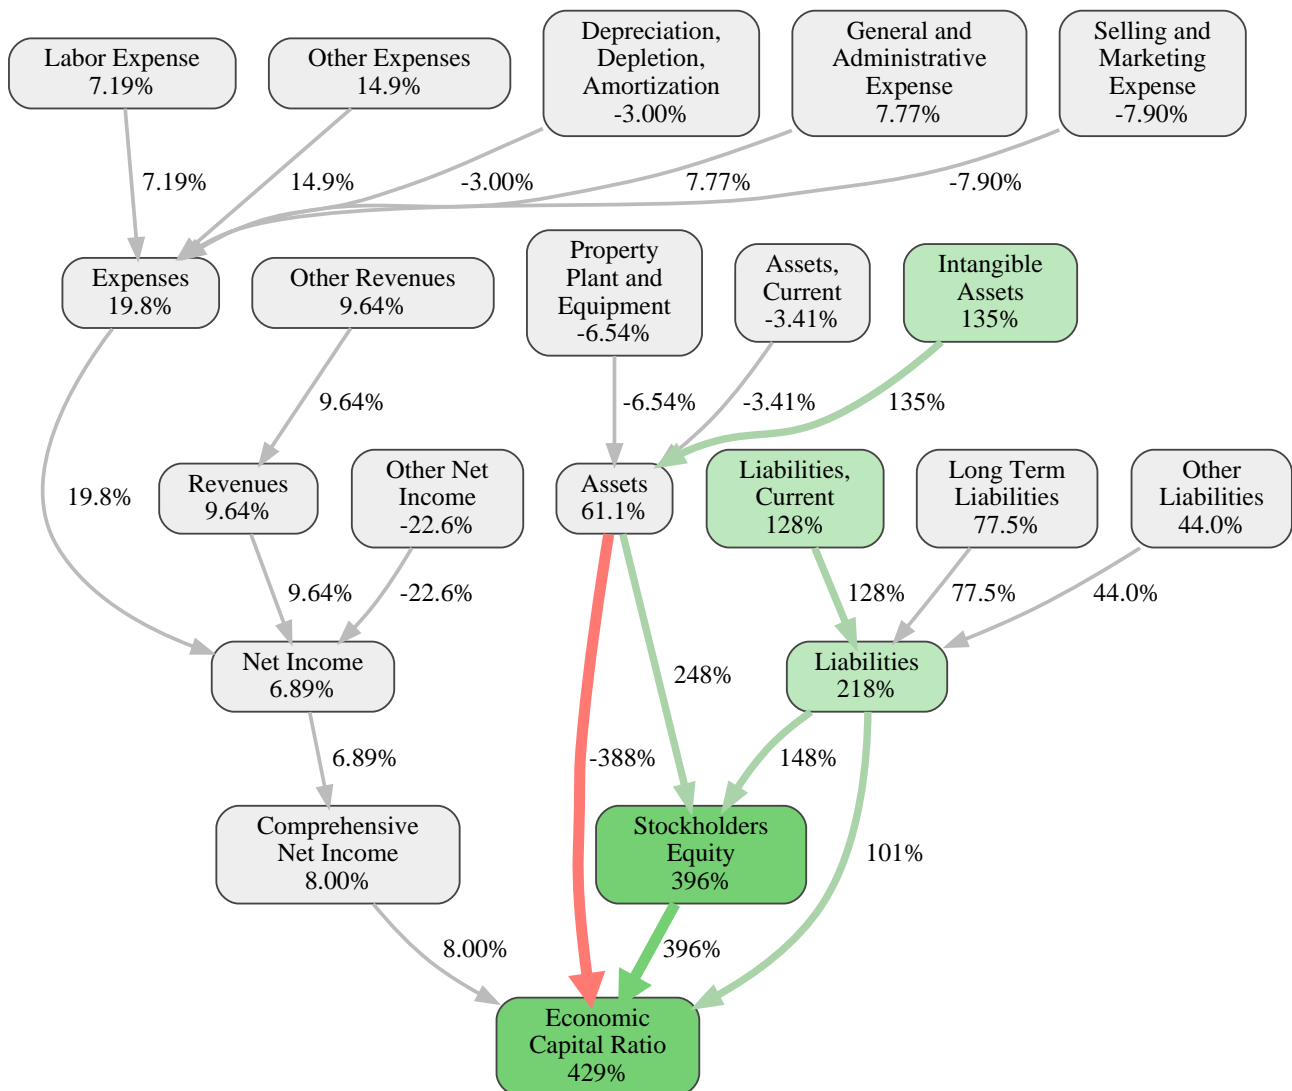 Labor Expense
7.19%
Other Expenses
14.9%
Depreciation,
Depletion,
Amortization
-3.00%
General and
Administrative
Expense
7.77%
Selling and
Marketing
Expense
-7.90%
7.19%
14.9%
-3.00%
7.77%
-7.90%
Expenses
19.8%
Other Revenues
9.64%
Property
Plant and
Equipment
-6.54%
Assets,
Current
-3.41%
Intangible
Assets
135%
9.64%
-6.54%
-3.41%
135%
19.8%
Revenues
9.64%
Other Net
Income
-22.6%
Assets
61.1%
Liabilities,
Current
128%
Long Term
Liabilities
77.5%
Other
Liabilities
44.0%
9.64%
-22.6%
128%
77.5%
44.0%
Net Income
6.89%
248%
Liabilities
218%
6.89%
-388%
148%
Comprehensive
Net Income
8.00%
Stockholders
Equity
396%
101%
8.00%
396%
Economic
Capital Ratio
429%